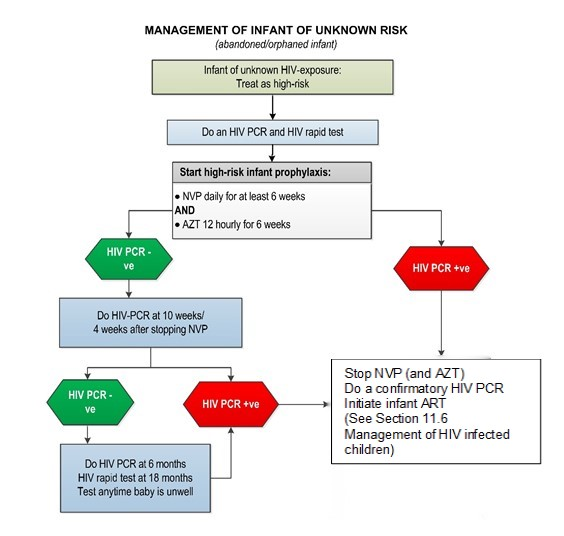 MANAGEMENT OF INFANT OF UNKNOWN RISK
(abandoned/orphaned infant)
Infant of unknown HIV-exposure:
Treat as high-risk
Do an HIV PCR and HIV rapid test
Start high-risk infant prophylaxis:
● NVP daily for at least 6 weeks
AND
● AZT 12 hourly for 6 weeks
HIV PCR -
ve
HIV PCR +ve
Do HIV-PCR at 10 weeks/
4 weeks after stopping NVP
HIV PCR -
ve
HIV PCR +ve
Stop NVP (and AZT)
Do a confirmatory HIV PCR
Initiate infant ART
(See Section 11.6
Management of HIV infected
children)
Do HIV PCR at 6 months
HIV rapid test at 18 months
Test anytime baby is unwell